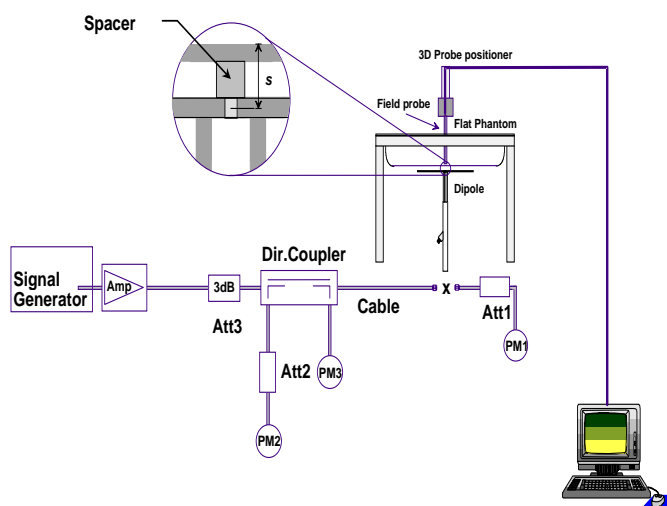 Spacer
s
3D Probe positioner
Field probe
Flat Phantom
Dipole
Signal
Generator
Amp
3dB
Att3
Dir.Coupler
Cable
x
Att1
PM1
Att2
PM3
PM2